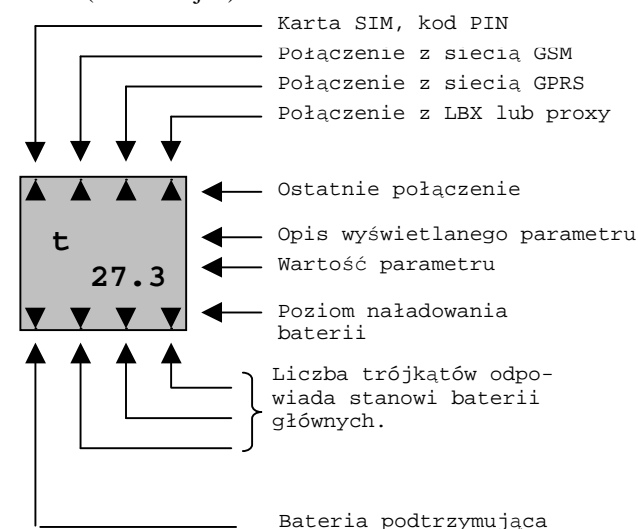 Karta SIM, kod PIN
Połączenie z siecią GSM
Połączenie z siecią GPRS
Połączenie z LBX lub proxy
Ostatnie połączenie
t
Opis wyświetlanego parametru
27.3
Wartość parametru
Poziom naładowania
baterii
Liczba trójkątów odpo-
wiada stanowi baterii
głównych.
Bateria podtrzymująca